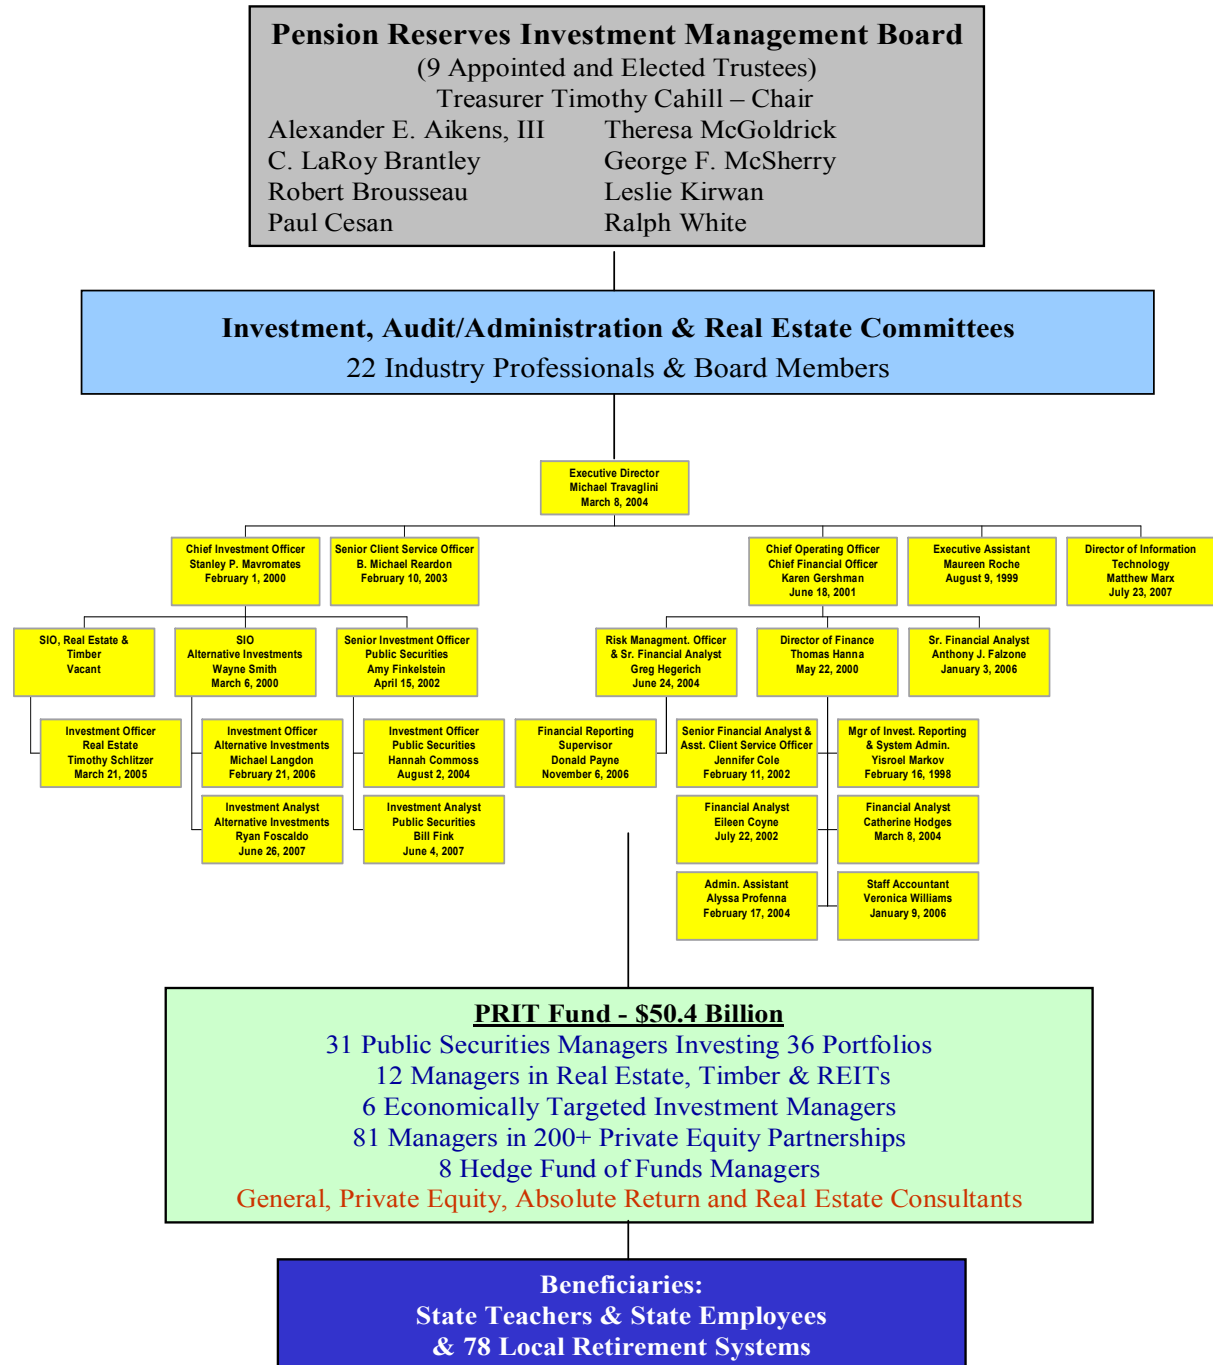 Pension Reserves Investment Management Board
(9 Appointed and Elected Trustees)
Treasurer Timothy Cahill – Chair
Alexander E. Aikens, III Theresa McGoldrick
C. LaRoy Brantley George F. McSherry
Robert Brousseau Leslie Kirwan
Paul Cesan Ralph White
Investment, Audit/Administration & Real Estate Committees
22 Industry Professionals & Board Members
Executive Director
Michael Travaglini
March 8, 2004
Chief Investment Officer
Stanley P. Mavromates
February 1, 2000
Senior Client Service Officer
B. Michael Reardon
February 10, 2003
Chief Operating Officer
Chief Financial Officer
Karen Gershman
June 18, 2001
Executive Assistant
Maureen Roche
August 9, 1999
Director of Information
Technology
Matthew Marx
July 23, 2007
SIO, Real Estate &
Timber
Vacant
SIO
Alternative Investments
Wayne Smith
March 6, 2000
Senior Investment Officer
Public Securities
Amy Finkelstein
April 15, 2002
Risk Managment. Officer
& Sr. Financial Analyst
Greg Hegerich
June 24, 2004
Director of Finance
Thomas Hanna
May 22, 2000
Sr. Financial Analyst
Anthony J. Falzone
January 3, 2006
Investment Officer
Real Estate
Timothy Schlitzer
March 21, 2005
Investment Officer
Alternative Investments
Michael Langdon
February 21, 2006
Investment Officer
Public Securities
Hannah Commoss
August 2, 2004
Financial Reporting
Supervisor
Donald Payne
November 6, 2006
Senior Financial Analyst &
Asst. Client Service Officer
Jennifer Cole
February 11, 2002
Mgr of Invest. Reporting
& System Admin.
Yisroel Markov
February 16, 1998
Investment Analyst
Alternative Investments
Ryan Foscaldo
June 26, 2007
Investment Analyst
Public Securities
Bill Fink
June 4, 2007
Financial Analyst
Eileen Coyne
July 22, 2002
Financial Analyst
Catherine Hodges
March 8, 2004
Admin. Assistant
Alyssa Profenna
February 17, 2004
Staff Accountant
Veronica Williams
January 9, 2006
PRIT Fund - $50.4 Billion
31 Public Securities Managers Investing 36 Portfolios
12 Managers in Real Estate, Timber & REITs
6 Economically Targeted Investment Managers
81 Managers in 200+ Private Equity Partnerships
8 Hedge Fund of Funds Managers
General, Private Equity, Absolute Return and Real Estate Consultants
Beneficiaries:
State Teachers & State Employees
& 78 Local Retirement Systems